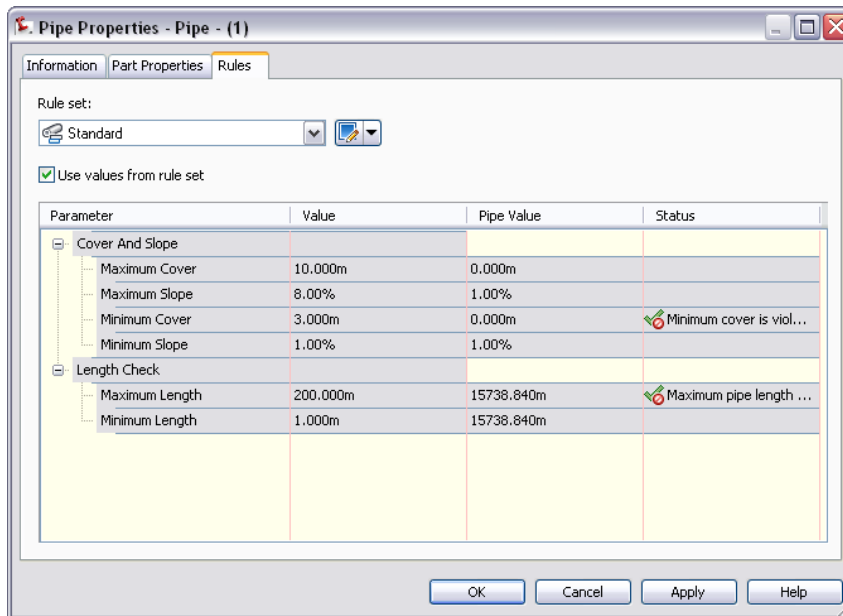 Pipe Properties - Pipe - (1)
Information Part Properties Rules
Rule set:
Standard
Use values from rule set
Parameter Value Pipe Value Status
Cover And Slope
Maximum Cover 10.000m 0.000m
Maximum Slope 8.00% 1.00%
Minimum Cover 3.000m 0.000m Minimum cover is viol...
Minimum Slope 1.00% 1.00%
Length Check
Maximum Length 200.000m 15738.840m Maximum pipe length ...
Minimum Length 1.000m 15738.840m
OK Cancel Apply Help